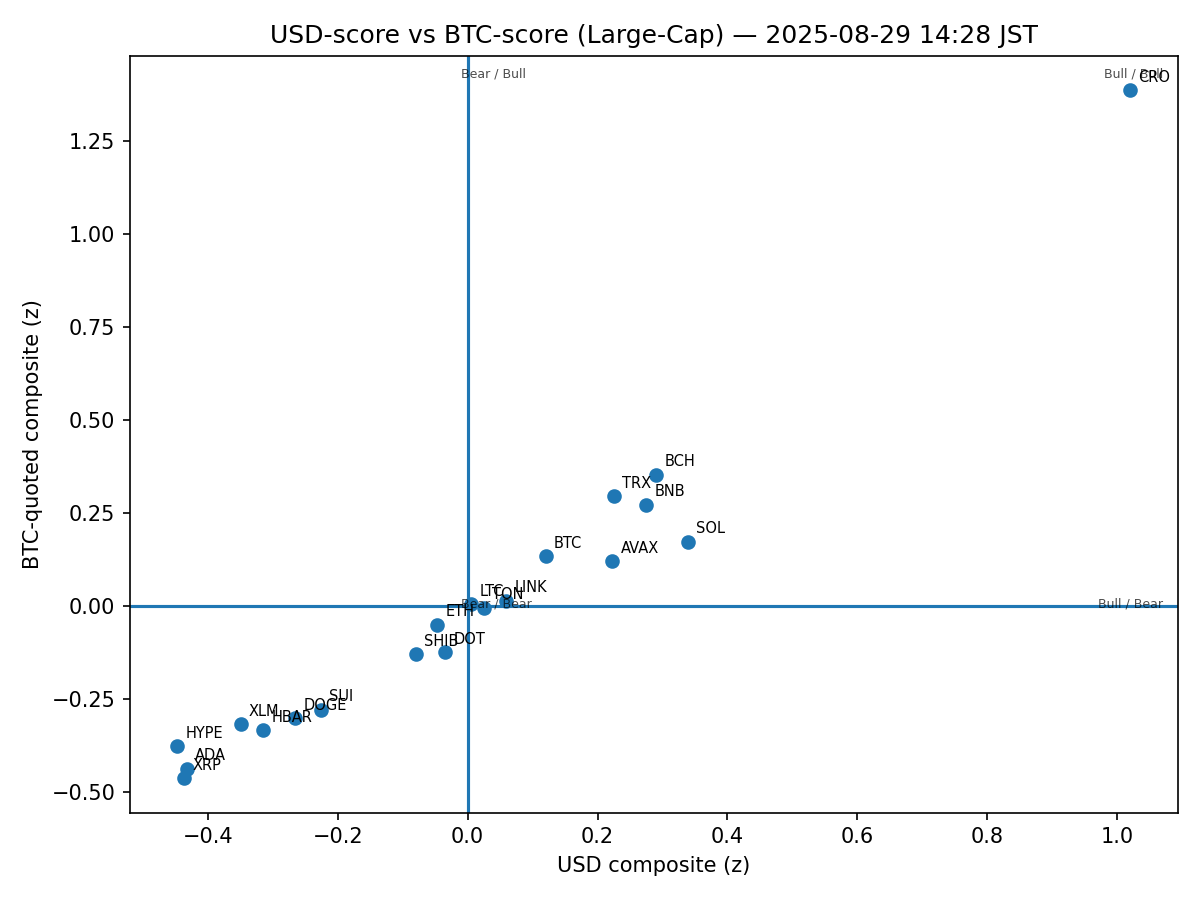 USD-score vs BTC-score (Large-Cap) — 2025-08-29 14:28 JST
Bear / Bull
Bull / Bull
CRO
1.25
1.00
0.75
0.50
0.25
0.00
−0.25
−0.50
BTC-quoted composite (z)
BCH
TRX
BNB
SOL
BTC
AVAX
LINK
LTC
TON
Bear / Bear
Bull / Bear
ETH
SHIB
DOT
SUI
DOGE
XLM
HBAR
HYPE
ADA
XRP
−0.4
−0.2
0.0
0.2
0.4
0.6
0.8
1.0
USD composite (z)